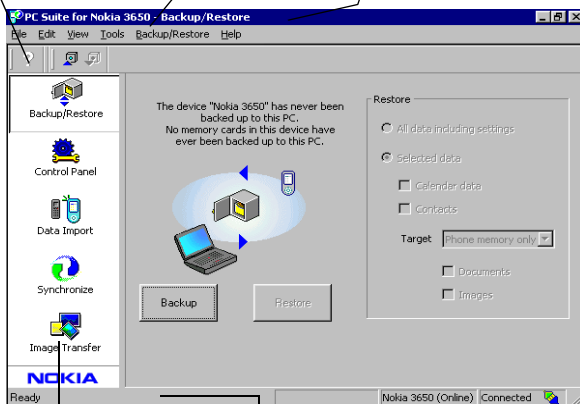 PC Suite for Nokia 3650 - Backup/Restore
File Edit View Tools Backup/Restore Help
Backup/Restore
Control Panel
Data Import
Synchronize
Image Transfer
NOKIA
The device "Nokia 3650" has never been
backed up to this PC.
No memory cards in this device have
ever been backed up to this PC.
Backup
Restore
Restore
All data including settings
Selected data
Calendar data
Contacts
Target Phone memory only
Documents
Images
Ready
Nokia 3650 (Online) Connected